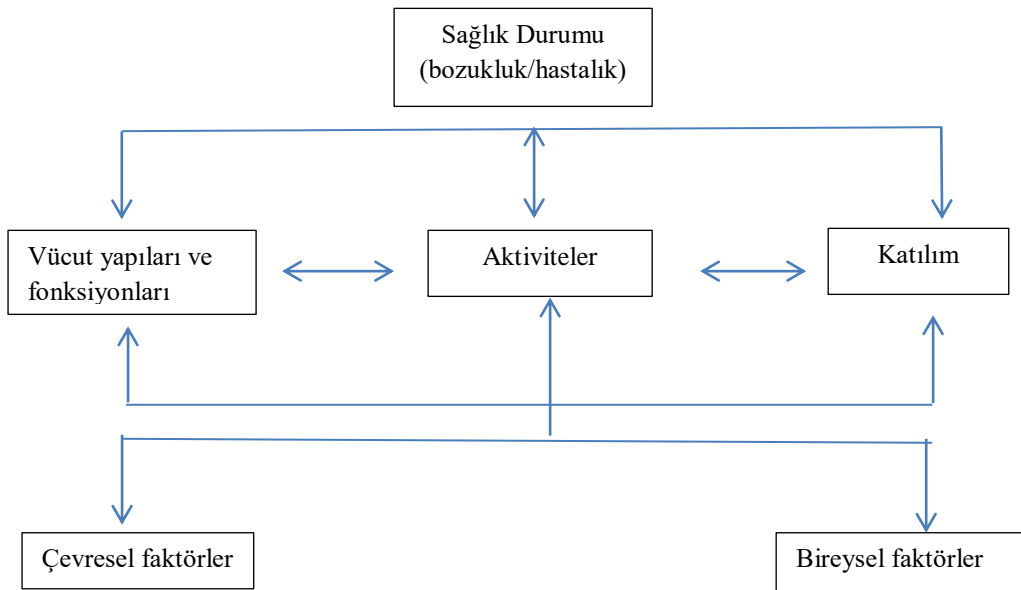 Sağlık Durumu
(bozukluk/hastalık)
Vücut yapıları ve
fonksiyonları
Aktiviteler
Katılım
Çevresel faktörler
Bireysel faktörler